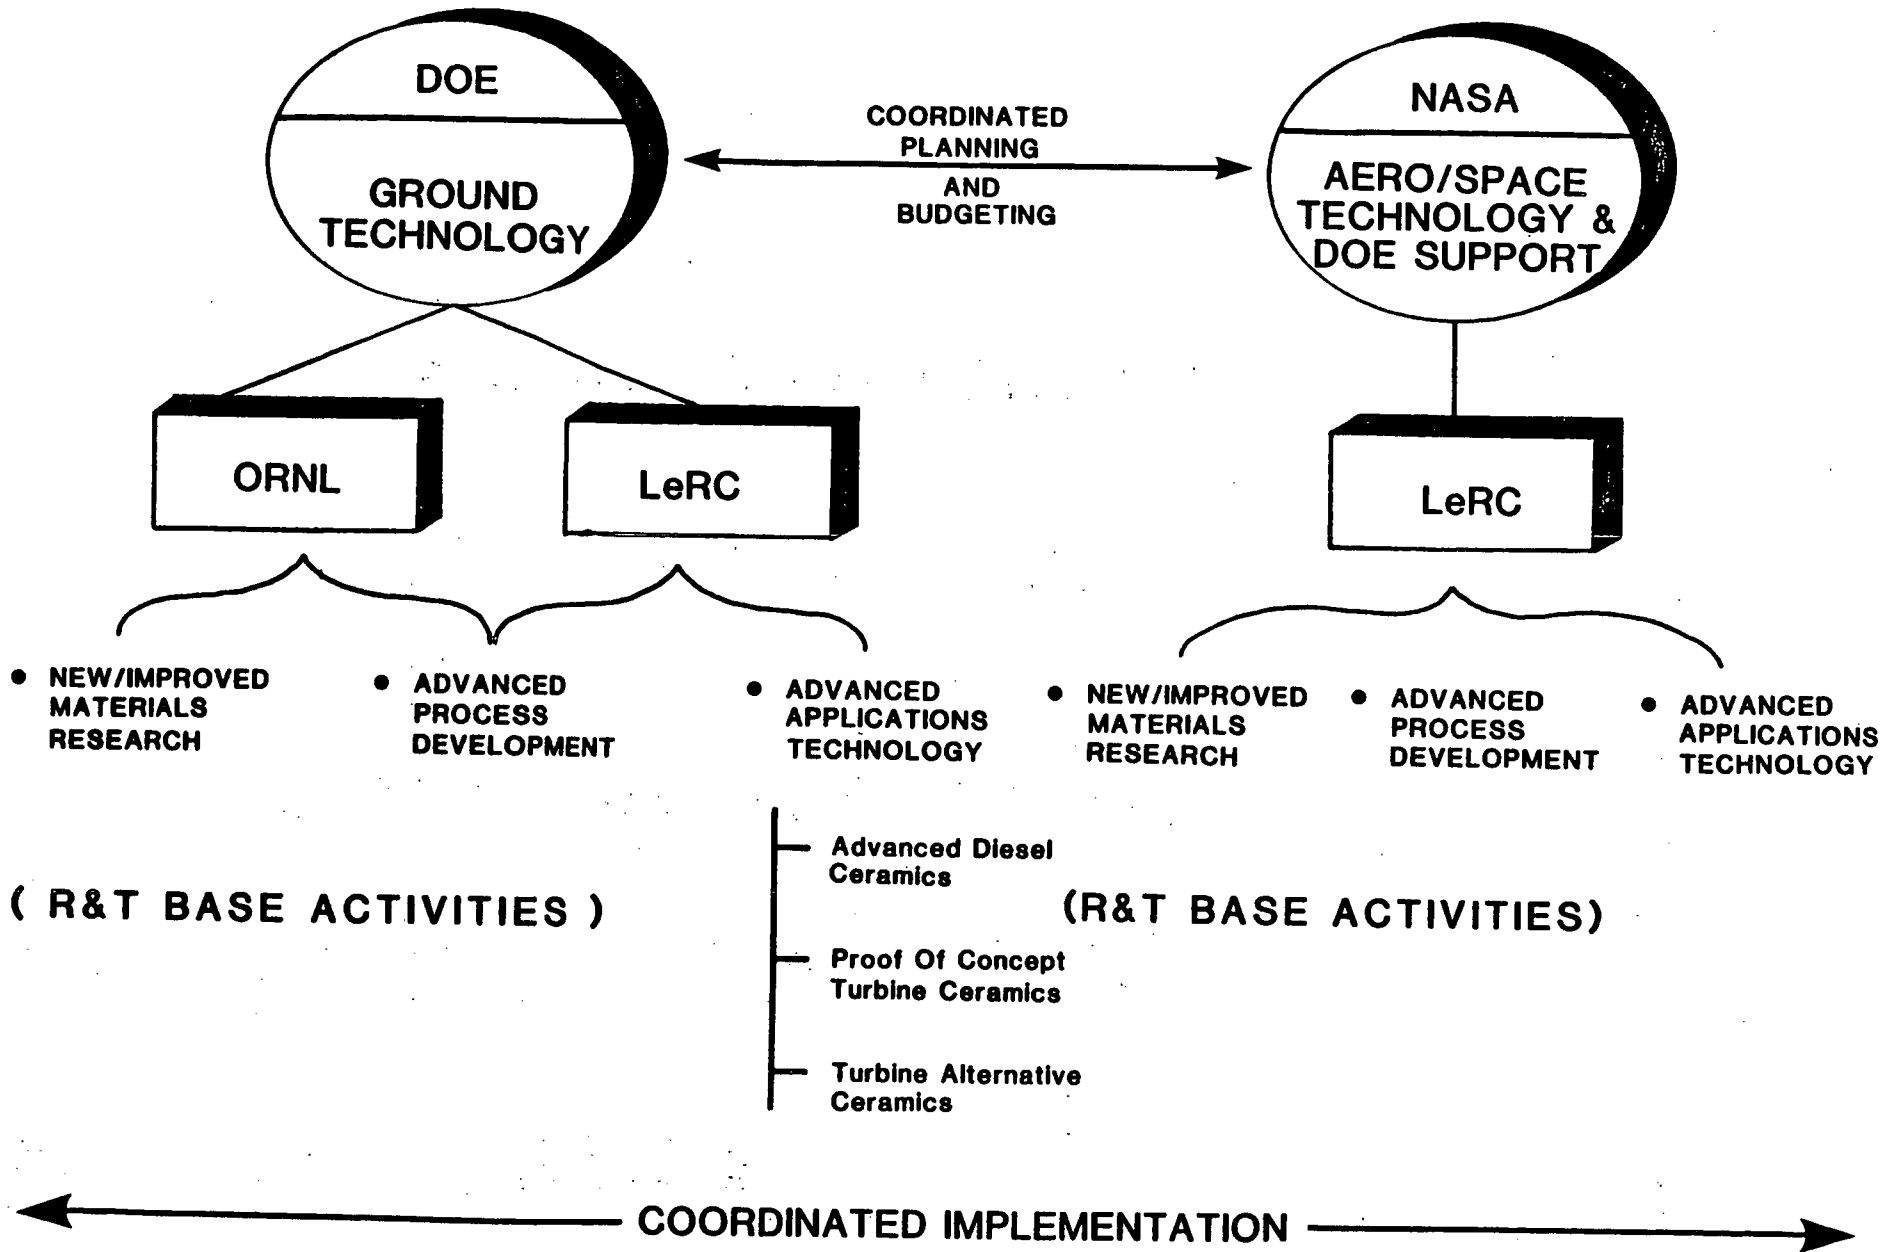 DOE
GROUND
TECHNOLOGY
COORDINATED
PLANNING
AND
BUDGETING
NASA
AERO/SPACE
TECHNOLOGY &
DOE SUPPORT
ORNL
LeRC
LeRC
• NEW/IMPROVED
MATERIALS
RESEARCH
• ADVANCED
PROCESS
DEVELOPMENT
• ADVANCED
APPLICATIONS
TECHNOLOGY
• NEW/IMPROVED
MATERIALS
RESEARCH
• ADVANCED
PROCESS
DEVELOPMENT
• ADVANCED
APPLICATIONS
TECHNOLOGY
( R&T BASE ACTIVITIES )
Advanced Diesel
Ceramics
Proof Of Concept
Turbine Ceramics
Turbine Alternative
Ceramics
(R&T BASE ACTIVITIES)
COORDINATED IMPLEMENTATION